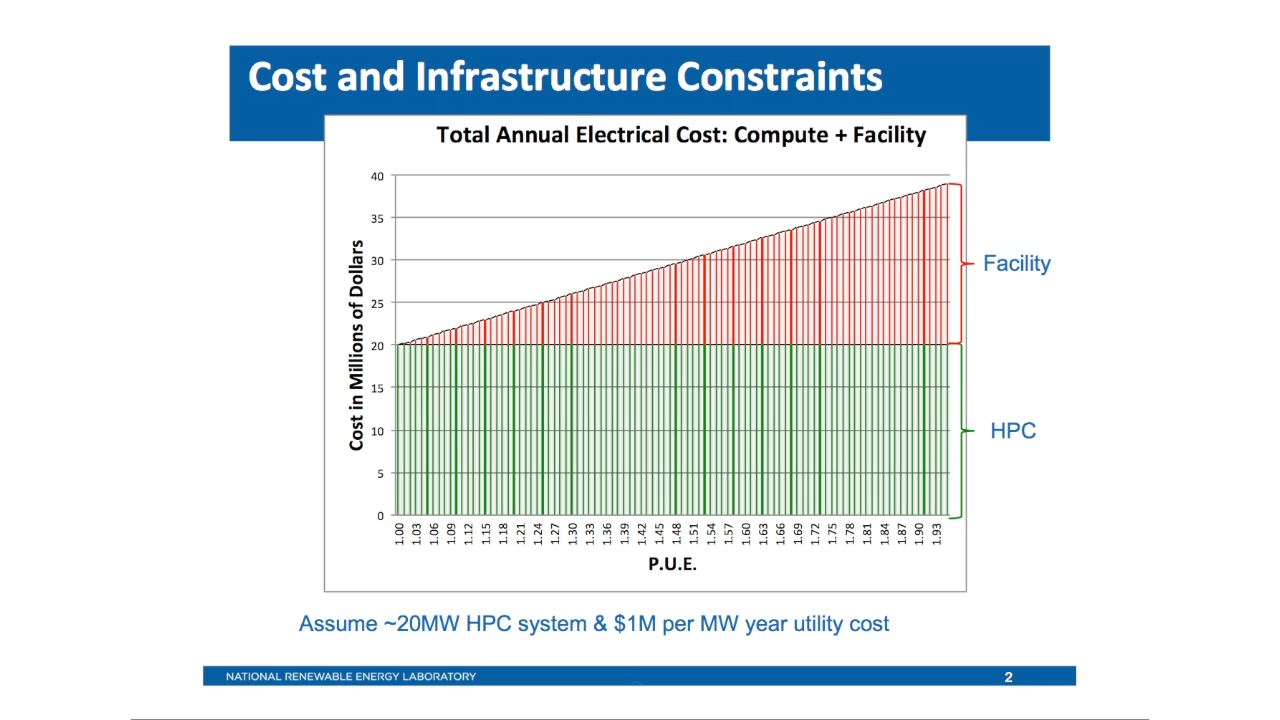 Cost and Infrastructure Constraints
Total Annual Electrical Cost: Compute + Facility
Cost in Millions of Dollars
40
35
30
25
20
15
10
5
0
Facility
HPC
1.00 1.03 1.06 1.09 1.12 1.15 1.18 1.21 1.24 1.27 1.30 1.33 1.36 1.39 1.42 1.45 1.48 1.51 1.54 1.57 1.60 1.63 1.66 1.69 1.72 1.75 1.78 1.81 1.84 1.87 1.90 1.93
P.U.E.
Assume ~20MW HPC system & $1M per MW year utility cost
NATIONAL RENEWABLE ENERGY LABORATORY
2